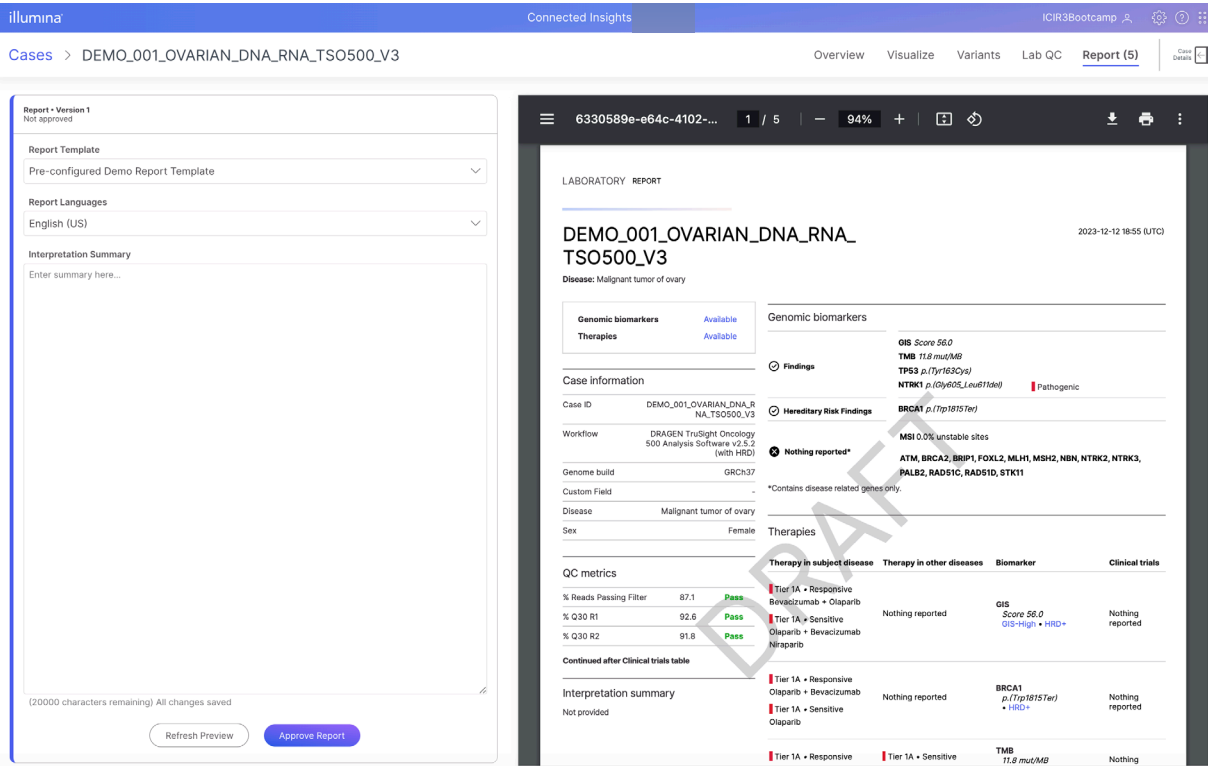 illumina
Connected Insights
ICIR3Bootcamp
Cases > DEMO_001_OVARIAN_DNA_RNA_TSO500_V3
Overview
Visualize
Variants
Lab QC
Report (5)
Case
Details
Report • Version 1
Not approved
Report Template
Pre-configured Demo Report Template
Report Languages
English (US)
Interpretation Summary
Enter summary here...
(20000 characters remaining) All changes saved
Refresh Preview
Approve Report
6330589e-e64c-4102-...
1 / 5
94%
LABORATORY REPORT
DEMO_001_OVARIAN_DNA_RNA_
TSO500_V3
2023-12-12 18:55 (UTC)
Disease: Malignant tumor of ovary
Genomic biomarkers Available
Therapies Available
Case information
Case ID DEMO_001_OVARIAN_DNA_R
NA_TSO500_V3
Workflow DRAGEN TruSight Oncology
500 Analysis Software v2.5.2
(with HRD)
Genome build GRCh37
Custom Field -
Disease Malignant tumor of ovary
Sex Female
QC metrics
% Reads Passing Filter 87.1 Pass
% Q30 R1 92.6 Pass
% Q30 R2 91.8 Pass
Continued after Clinical trials table
Interpretation summary
Not provided
Genomic biomarkers
Findings
GIS Score 56.0
TMB 11.8 mut/MB
TP53 p.(Tyr163Cys)
NTRK1 p.(Gly605_Leu611del) Pathogenic
Hereditary Risk Findings
BRCA1 p.(Trp1815Ter)
Nothing reported*
MSI 0.0% unstable sites
ATM, BRCA2, BRIP1, FOXL2, MLH1, MSH2, NBN, NTRK2, NTRK3,
PALB2, RAD51C, RAD51D, STK11
*Contains disease related genes only.
DRAFT
Therapies
Therapy in subject disease Therapy in other diseases Biomarker Clinical trials
Tier 1A • Responsive
Bevacizumab + Olaparib
Tier 1A • Sensitive
Olaparib + Bevacizumab
Niraparib
Nothing reported
GIS
Score 56.0
GIS-High • HRD+
Nothing
reported
Tier 1A • Responsive
Olaparib + Bevacizumab
Tier 1A • Sensitive
Olaparib
Nothing reported
BRCA1
p.(Trp1815Ter)
• HRD+
Nothing
reported
Tier 1A • Responsive
Tier 1A • Sensitive
TMB
11.8 mut/MB
Nothing